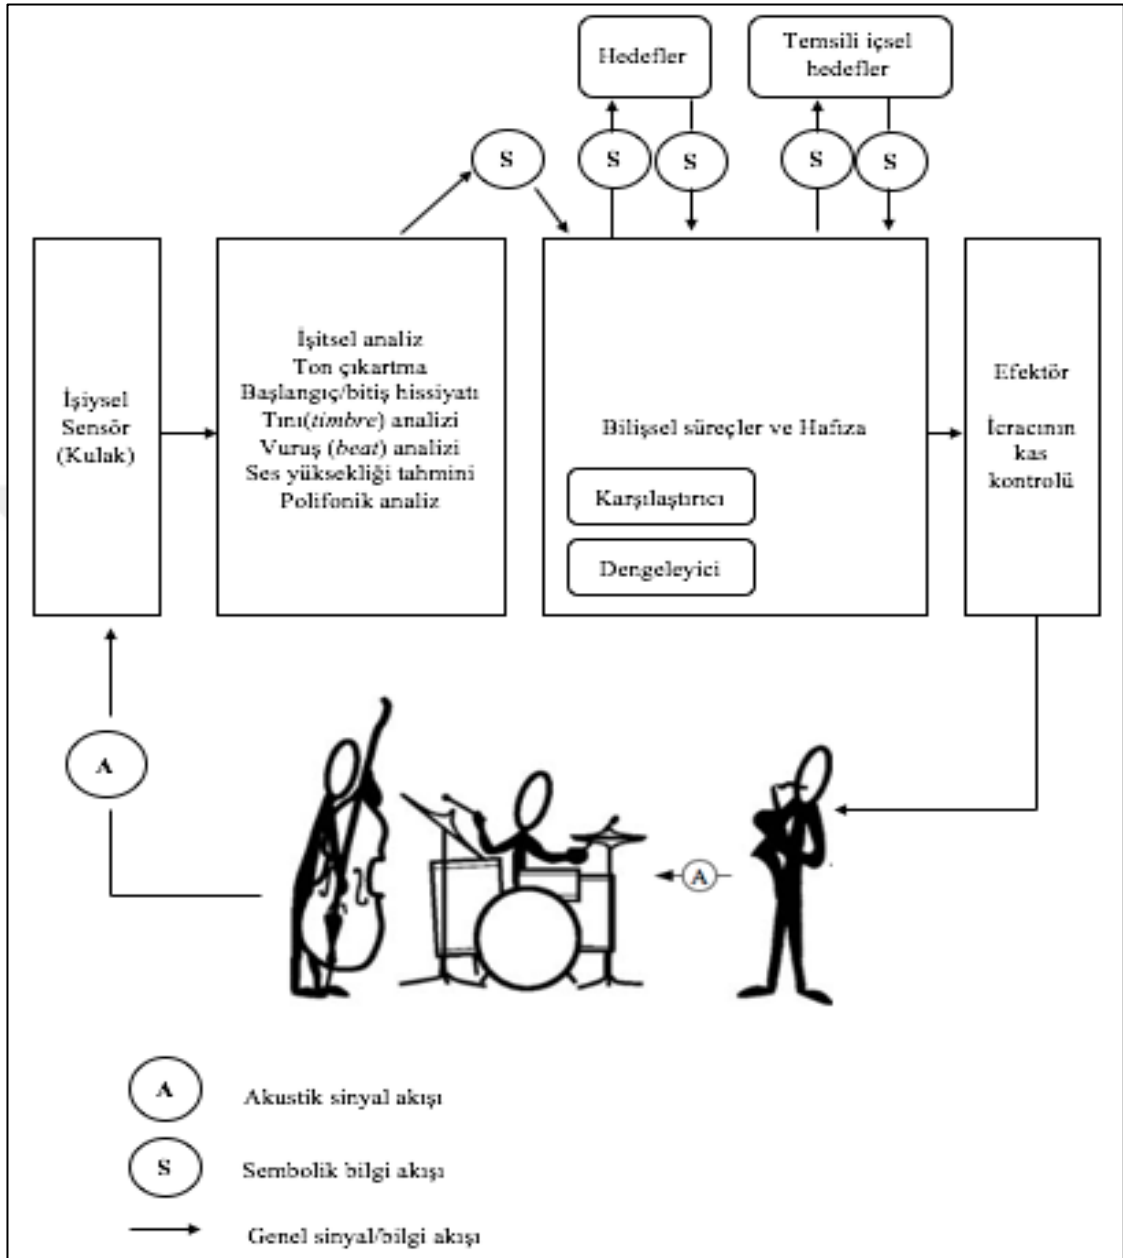 Hedefler
Temsili içsel
hedefler
S
S
S
S
S
İşiysel
Sensör
(Kulak)
İşitsel analiz
Ton çıkartma
Başlangıç/bitiş hissiyatı
Tını(timbre) analizi
Vuruş (beat) analizi
Ses yüksekliği tahmini
Polifonik analiz
Bilişsel süreçler ve Hafıza
Karşılaştırıcı
Dengeleyici
Efektör
İcracının
kas
kontrolü
A
A
A
Akustik sinyal akışı
S
Sembolik bilgi akışı
Genel sinyal/bilgi akışı